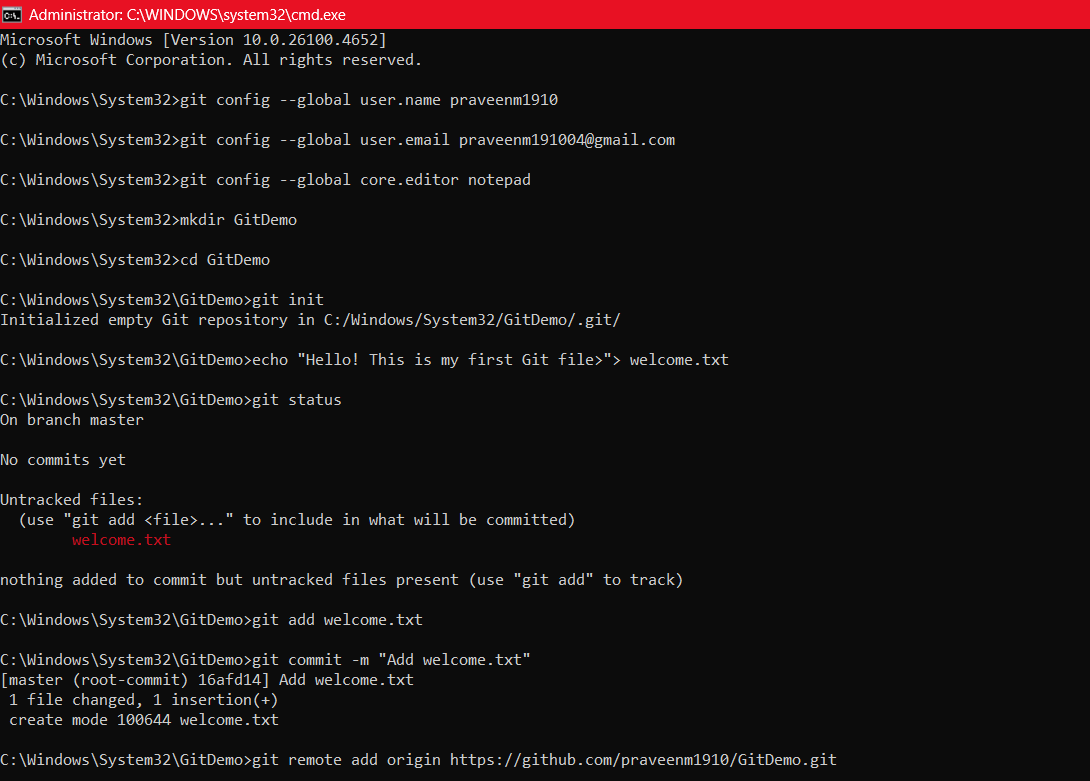 Administrator: C:\WINDOWS\system32\cmd.exe
Microsoft Windows [Version 10.0.26100.4652]
(c) Microsoft Corporation. All rights reserved.
C:\Windows\System32>git config --global user.name praveenm1910
C:\Windows\System32>git config --global user.email praveenm191004@gmail.com
C:\Windows\System32>git config --global core.editor notepad
C:\Windows\System32>mkdir GitDemo
C:\Windows\System32>cd GitDemo
C:\Windows\System32\GitDemo>git init
Initialized empty Git repository in C:/Windows/System32/GitDemo/.git/
C:\Windows\System32\GitDemo>echo "Hello! This is my first Git file>"> welcome.txt
C:\Windows\System32\GitDemo>git status
On branch master
No commits yet
Untracked files:
  (use "git add <file>..." to include in what will be committed)
        welcome.txt
nothing added to commit but untracked files present (use "git add" to track)
C:\Windows\System32\GitDemo>git add welcome.txt
C:\Windows\System32\GitDemo>git commit -m "Add welcome.txt"
[master (root-commit) 16afd14] Add welcome.txt
 1 file changed, 1 insertion(+)
 create mode 100644 welcome.txt
C:\Windows\System32\GitDemo>git remote add origin https://github.com/praveenm1910/GitDemo.git